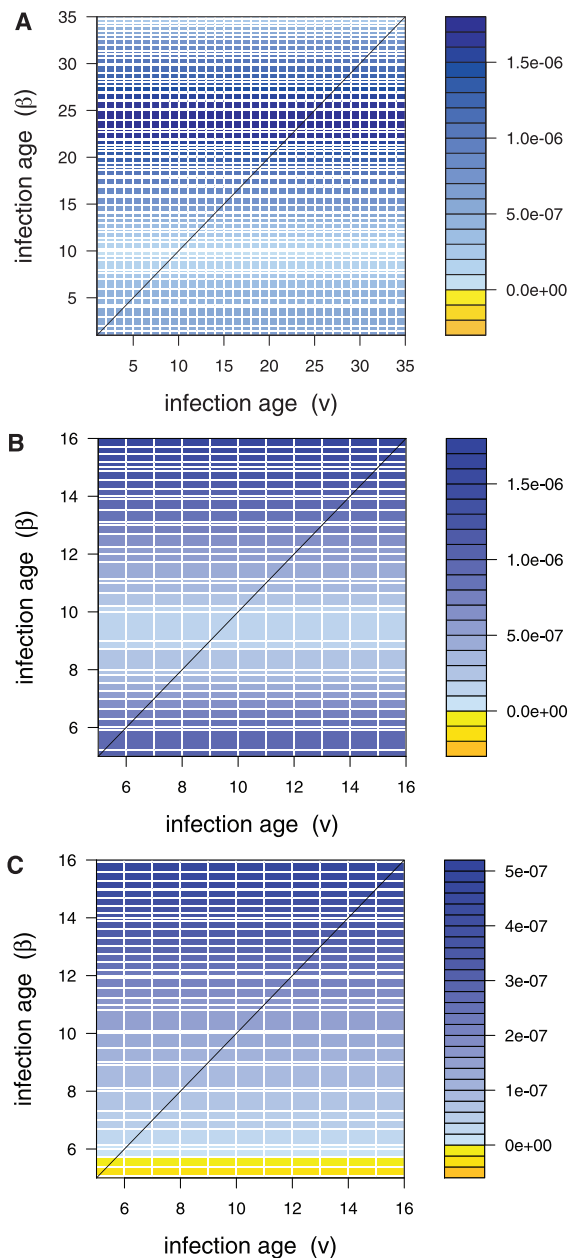 A
infection age (β)
35
30
25
20
15
10
5
5 10 15 20 25 30 35
infection age (v)
1.5e-06
1.0e-06
5.0e-07
0.0e+00
B
infection age (β)
16
14
12
10
8
6
6 8 10 12 14 16
infection age (v)
1.5e-06
1.0e-06
5.0e-07
0.0e+00
C
infection age (β)
16
14
12
10
8
6
6 8 10 12 14 16
infection age (v)
5e-07
4e-07
3e-07
2e-07
1e-07
0e+00